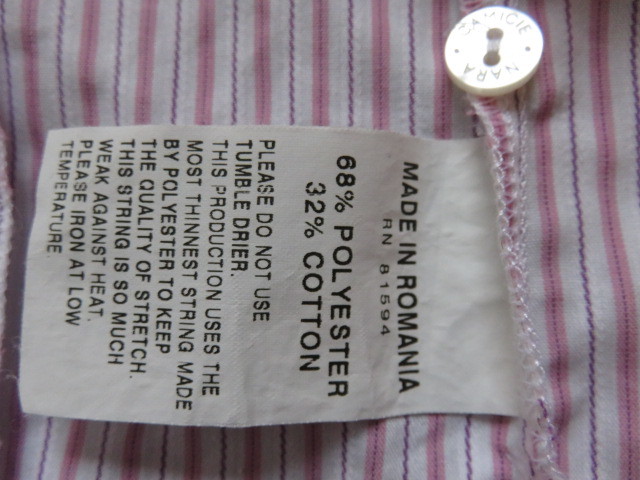 MADE IN ROMANIA
RN 81594
68% POLYESTER
32% COTTON
PLEASE DO NOT USE
TUMBLE DRIER.
THIS PRODUCTION USES THE
MOST THINNEST STRING MADE
BY POLYESTER TO KEEP
THE QUALITY OF STRETCH.
THIS STRING IS SO MUCH
WEAK AGAINST HEAT.
PLEASE IRON AT LOW
TEMPERATURE.
CAMICIE
NARA